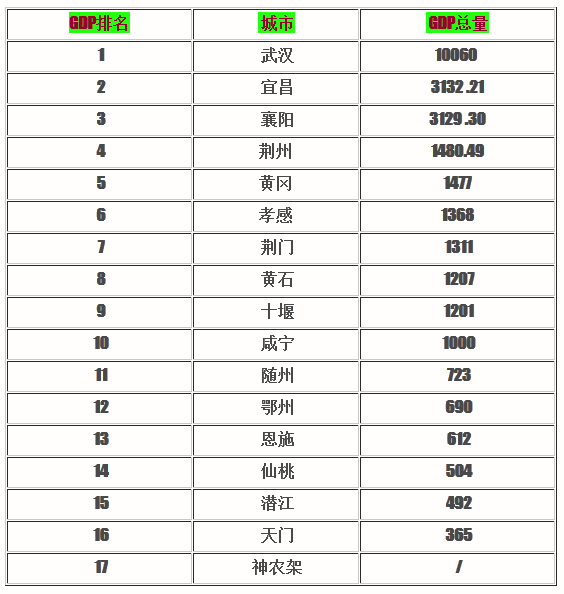 GDP排名 城市 GDP总量
1 武汉 10060
2 宜昌 3132.21
3 襄阳 3129.30
4 荆州 1480.49
5 黄冈 1477
6 孝感 1368
7 荆门 1311
8 黄石 1207
9 十堰 1201
10 咸宁 1000
11 随州 723
12 鄂州 690
13 恩施 612
14 仙桃 504
15 潜江 492
16 天门 365
17 神农架 /